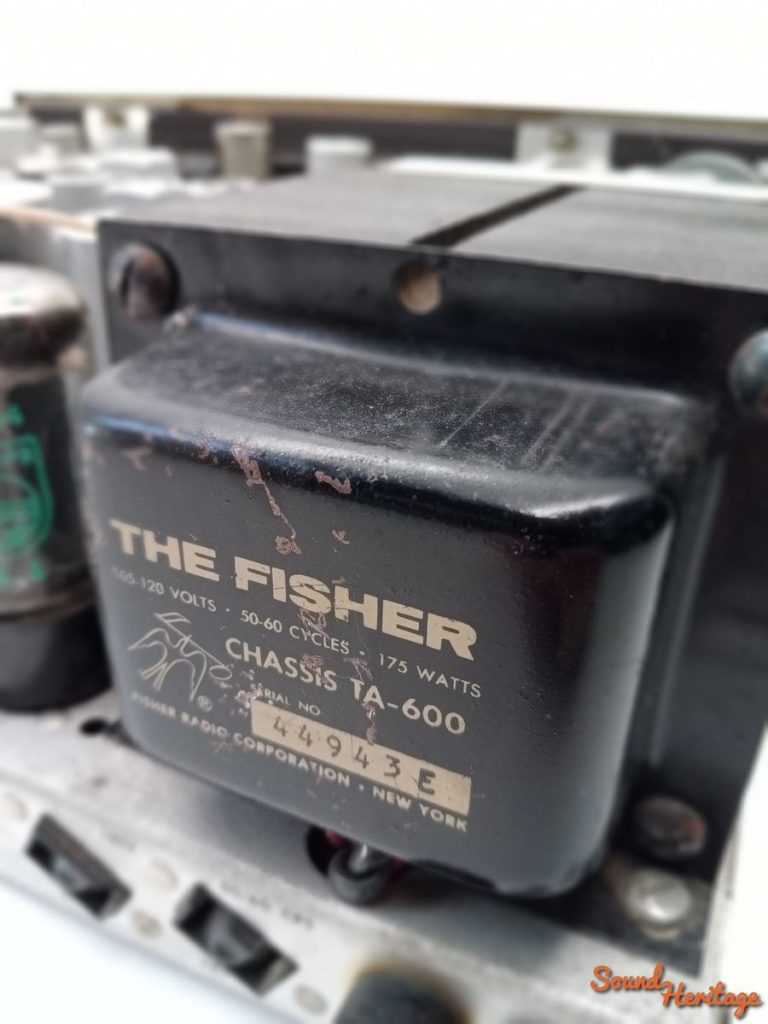 THE FISHER
105-120 VOLTS · 50-60 CYCLES · 175 WATTS
CHASSIS TA-600
®
SERIAL NO
44943E
FISHER RADIO CORPORATION · NEW YORK
Sound Heritage